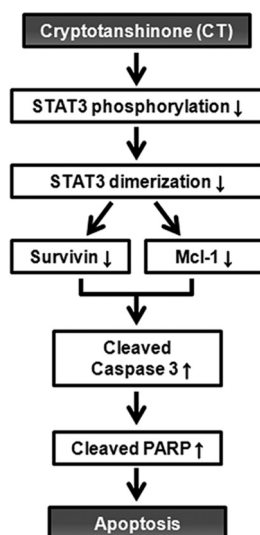 Cryptotanshinone (CT)
STAT3 phosphorylation ↓
STAT3 dimerization ↓
Survivin ↓
Mcl-1 ↓
Cleaved
Caspase 3 ↑
Cleaved PARP ↑
Apoptosis